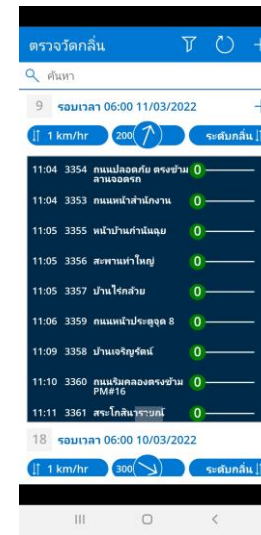 ตรวจวัดกลิ่น
ค้นหา
9 รอบเวลา 06:00 11/03/2022
1 km/hr 200 ระดับกลิ่น
11:04 3354 ถนนปลอดภัย ตรงข้าม 0
ลานจอดรถ
11:04 3353 ถนนหน้าสำนักงาน 0
11:05 3355 หน้าบ้านกำนันฉุย 0
11:05 3356 สะพานท่าใหญ่ 0
11:05 3357 บ้านไร่กล้วย 0
11:06 3359 ถนนหน้าประตูจุด 8 0
11:09 3358 บ้านเจริญรัตน์ 0
11:10 3360 ถนนริมคลองตรงข้าม 0
PM#16
11:11 3361 สระโกสินารายณ์ 0
18 รอบเวลา 06:00 10/03/2022
1 km/hr 300 ระดับกลิ่น